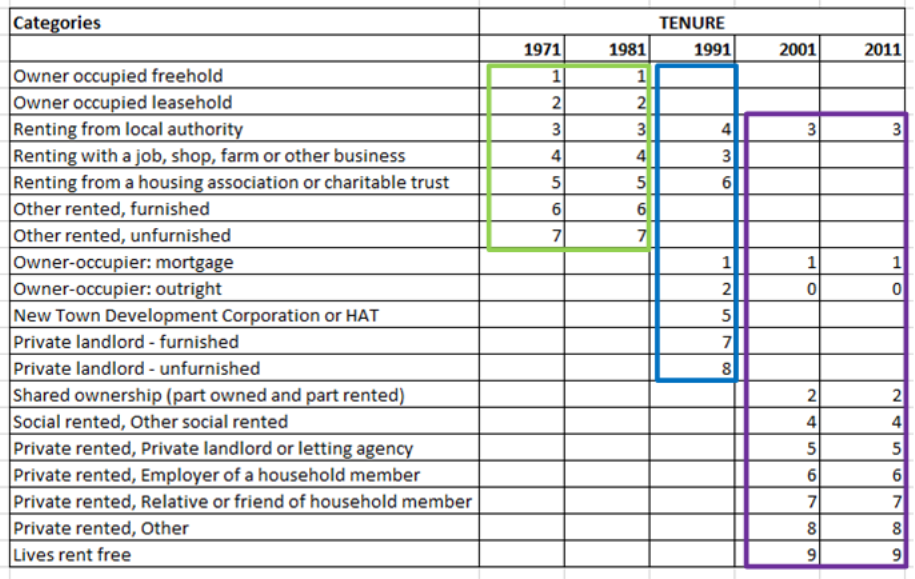 Categories TENURE
1971 1981 1991 2001 2011
Owner occupied freehold 1 1
Owner occupied leasehold 2 2
Renting from local authority 3 3 4 3 3
Renting with a job, shop, farm or other business 4 4 3
Renting from a housing association or charitable trust 5 5 6
Other rented, furnished 6 6
Other rented, unfurnished 7 7
Owner-occupier: mortgage 1 1 1
Owner-occupier: outright 2 0 0
New Town Development Corporation or HAT 5
Private landlord - furnished 7
Private landlord - unfurnished 8
Shared ownership (part owned and part rented) 2 2
Social rented, Other social rented 4 4
Private rented, Private landlord or letting agency 5 5
Private rented, Employer of a household member 6 6
Private rented, Relative or friend of household member 7 7
Private rented, Other 8 8
Lives rent free 9 9